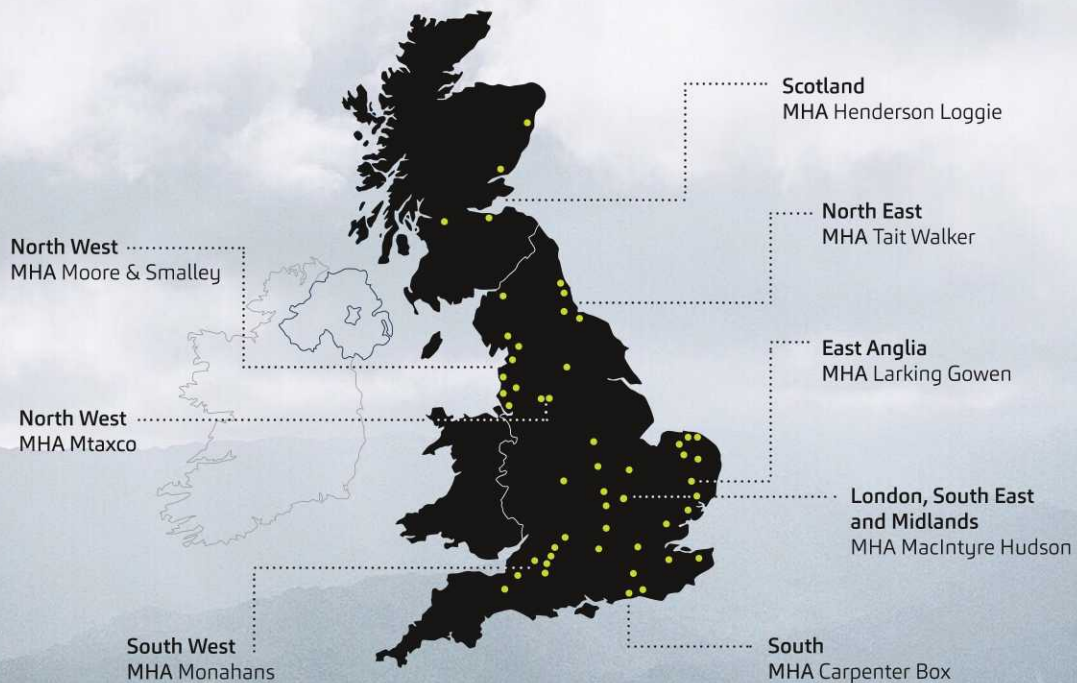 Scotland
MHA Henderson Loggie
North East
MHA Tait Walker
North West
MHA Moore & Smalley
East Anglia
MHA Larking Gowen
North West
MHA Mtaxco
London, South East
and Midlands
MHA MacIntyre Hudson
South West
MHA Monahans
South
MHA Carpenter Box